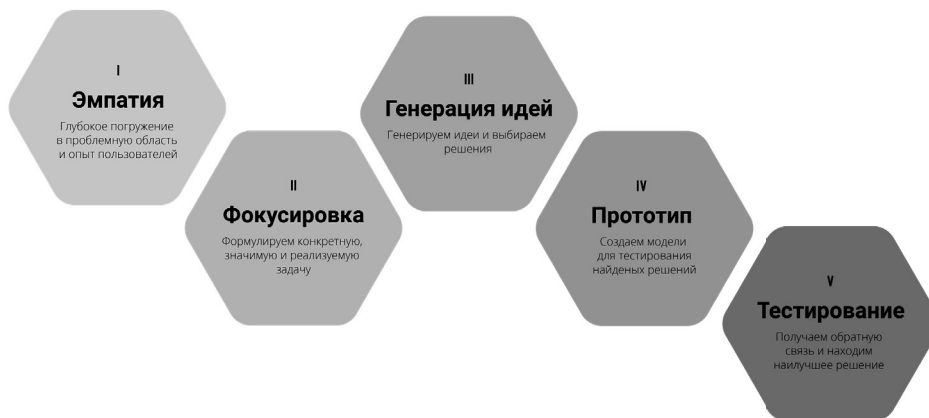 I
Эмпатия
Глубокое погружение
в проблемную область
и опыт пользователей
II
Фокусировка
Формулируем конкретную,
значимую и реализуемую
задачу
III
Генерация идей
Генерируем идеи и выбираем
решения
IV
Прототип
Создаем модели
для тестирования
найденых решений
V
Тестирование
Получаем обратную
связь и находим
наилучшее решение